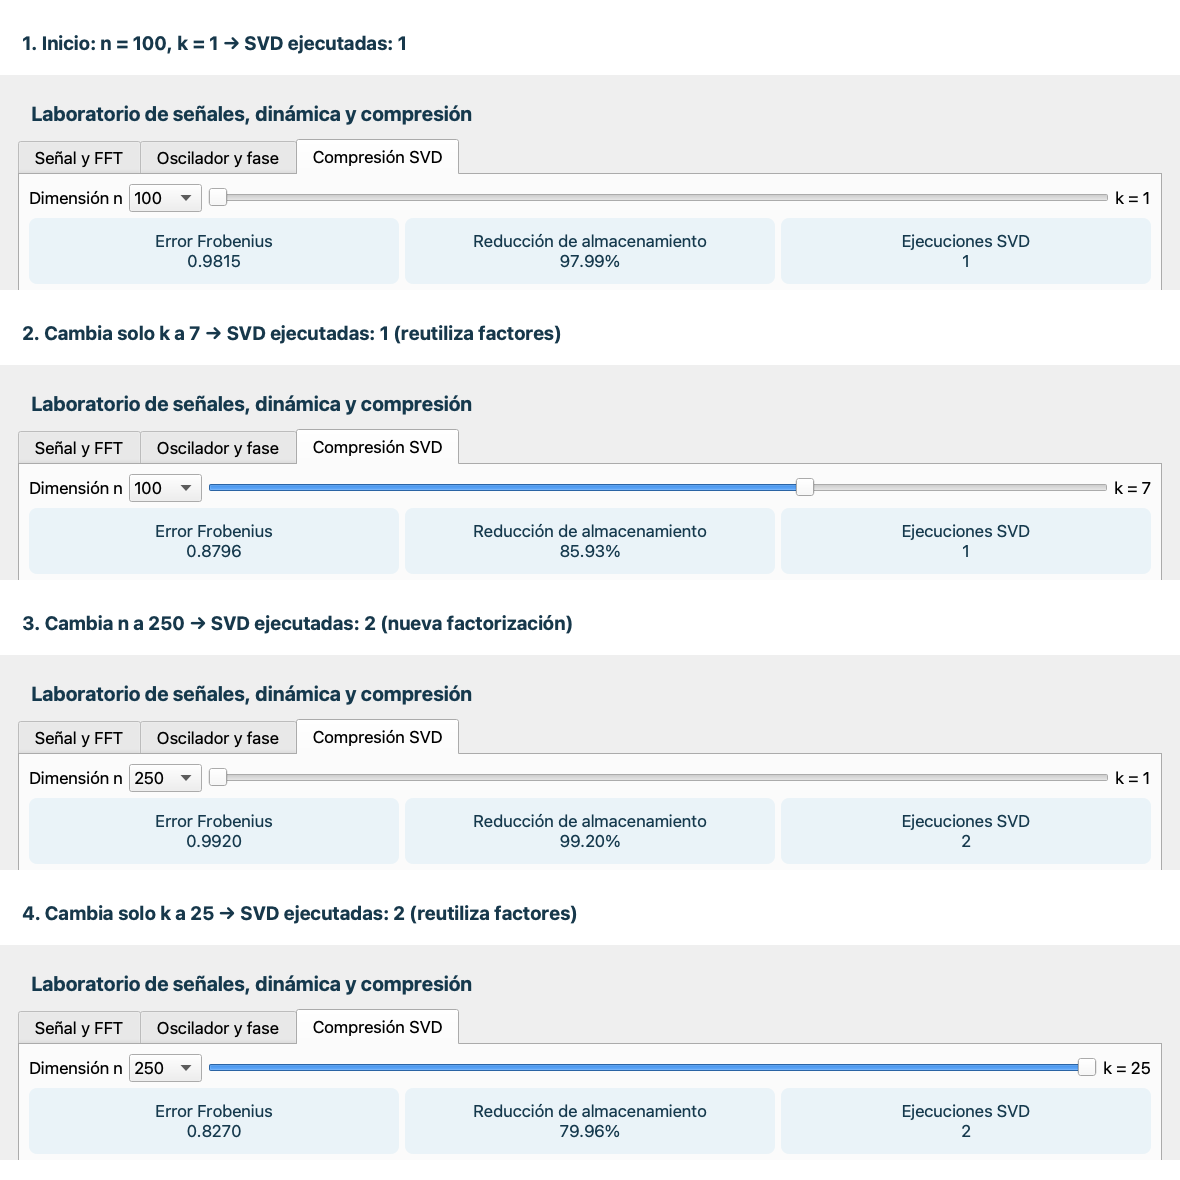 1. Inicio: n = 100, k = 1 → SVD ejecutadas: 1
Laboratorio de señales, dinámica y compresión
Señal y FFT Oscilador y fase Compresión SVD
Dimensión n 100 k = 1
Error Frobenius Reducción de almacenamiento Ejecuciones SVD
0.9815 97.99% 1
2. Cambia solo k a 7 → SVD ejecutadas: 1 (reutiliza factores)
Laboratorio de señales, dinámica y compresión
Señal y FFT Oscilador y fase Compresión SVD
Dimensión n 100 k = 7
Error Frobenius Reducción de almacenamiento Ejecuciones SVD
0.8796 85.93% 1
3. Cambia n a 250 → SVD ejecutadas: 2 (nueva factorización)
Laboratorio de señales, dinámica y compresión
Señal y FFT Oscilador y fase Compresión SVD
Dimensión n 250 k = 1
Error Frobenius Reducción de almacenamiento Ejecuciones SVD
0.9920 99.20% 2
4. Cambia solo k a 25 → SVD ejecutadas: 2 (reutiliza factores)
Laboratorio de señales, dinámica y compresión
Señal y FFT Oscilador y fase Compresión SVD
Dimensión n 250 k = 25
Error Frobenius Reducción de almacenamiento Ejecuciones SVD
0.8270 79.96% 2